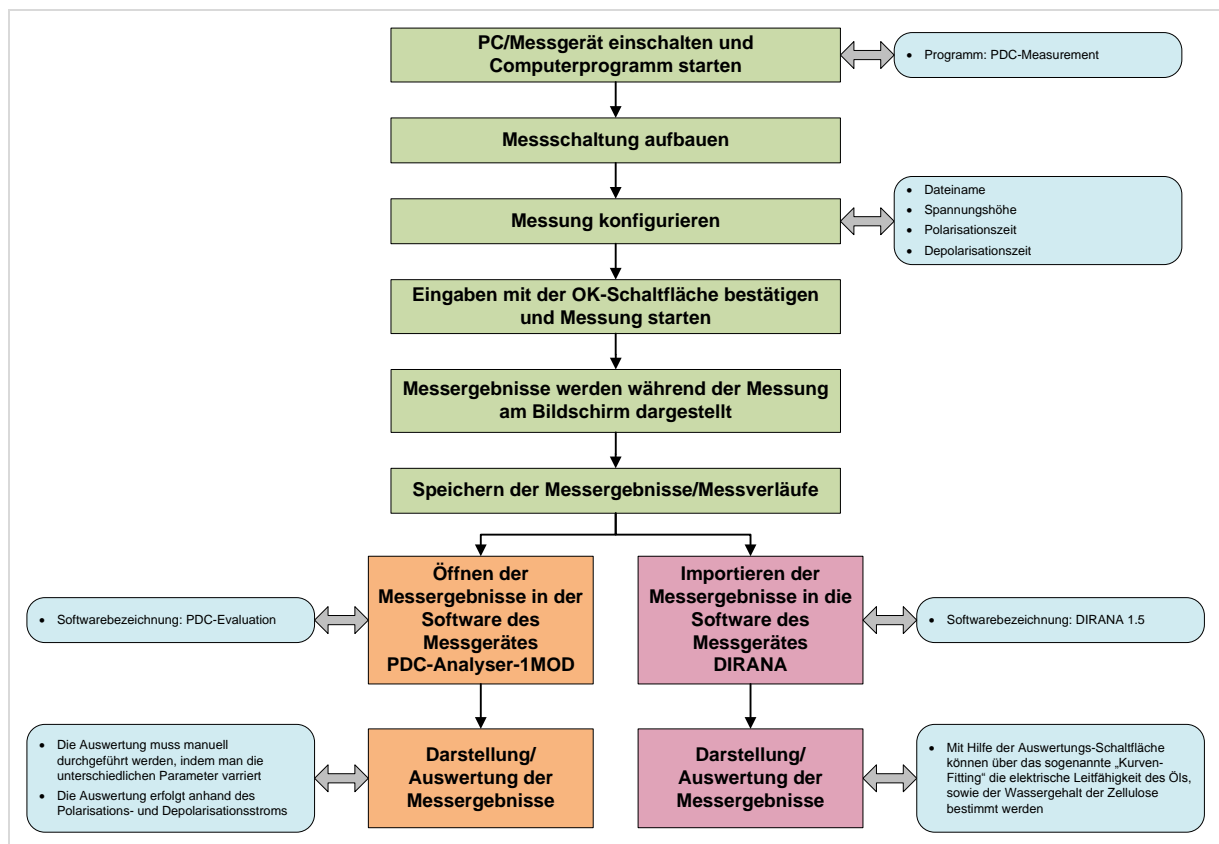 PC/Messgerät einschalten und
Computerprogramm starten
• Programm: PDC-Measurement
Messschaltung aufbauen
Messung konfigurieren
• Dateiname
• Spannungshöhe
• Polarisationszeit
• Depolarisationszeit
Eingaben mit der OK-Schaltfläche bestätigen
und Messung starten
Messergebnisse werden während der Messung
am Bildschirm dargestellt
Speichern der Messergebnisse/Messverläufe
• Softwarebezeichnung: PDC-Evaluation
Öffnen der
Messergebnisse in der
Software des
Messgerätes
PDC-Analyser-1MOD
Importieren der
Messergebnisse in die
Software des
Messgerätes
DIRANA
• Softwarebezeichnung: DIRANA 1.5
• Die Auswertung muss manuell
durchgeführt werden, indem man die
unterschiedlichen Parameter varriert
• Die Auswertung erfolgt anhand des
Polarisations- und Depolarisationsstroms
Darstellung/
Auswertung der
Messergebnisse
Darstellung/
Auswertung der
Messergebnisse
• Mit Hilfe der Auswertungs-Schaltfläche
können über das sogenannte „Kurven-
Fitting“ die elektrische Leitfähigkeit des Öls,
sowie der Wassergehalt der Zellulose
bestimmt werden